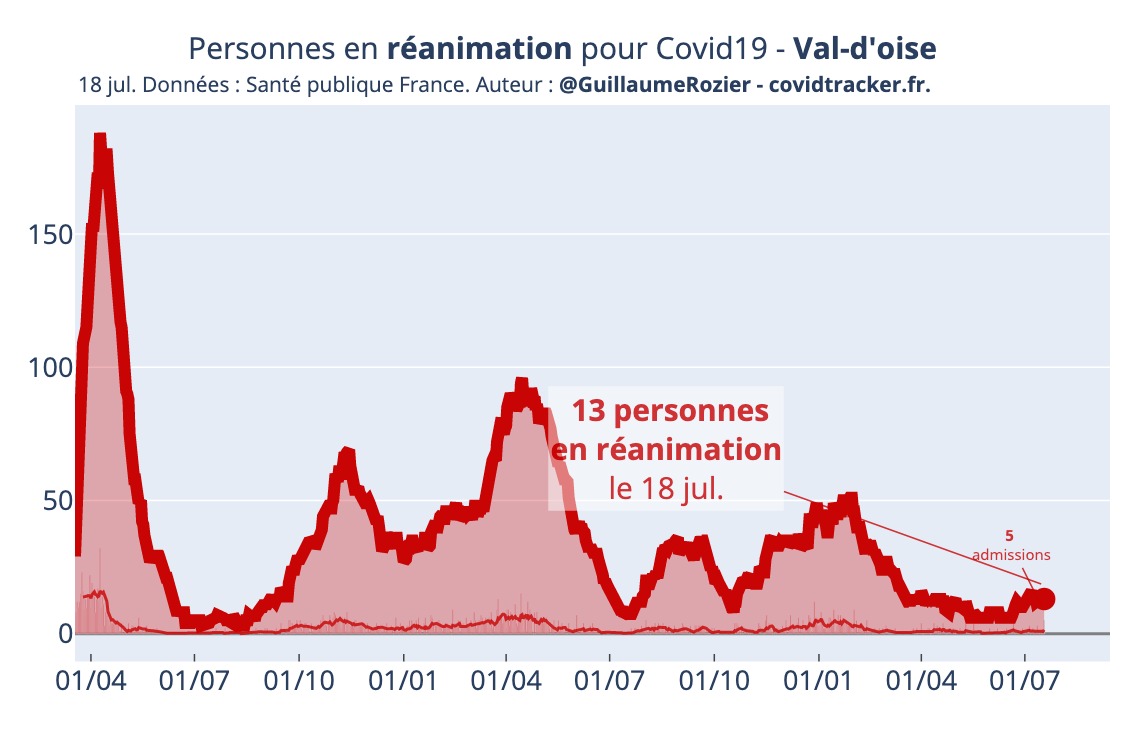 Personnes en réanimation pour Covid19 - Val-d'oise
18 jul. Données : Santé publique France. Auteur : @GuillaumeRozier - covidtracker.fr.
150
100
50
0
13 personnes
en réanimation
le 18 jul.
5
admissions
01/04 01/07 01/10 01/01 01/04 01/07 01/10 01/01 01/04 01/07